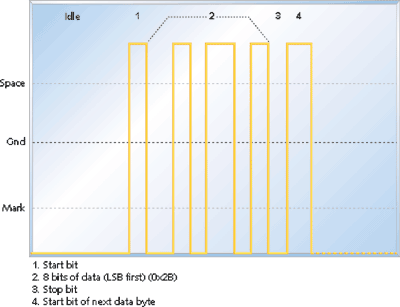 Idle 1 2 3 4
Space
Gnd
Mark
1. Start bit
2. 8 bits of data (LSB first) (0x2B)
3. Stop bit
4. Start bit of next data byte